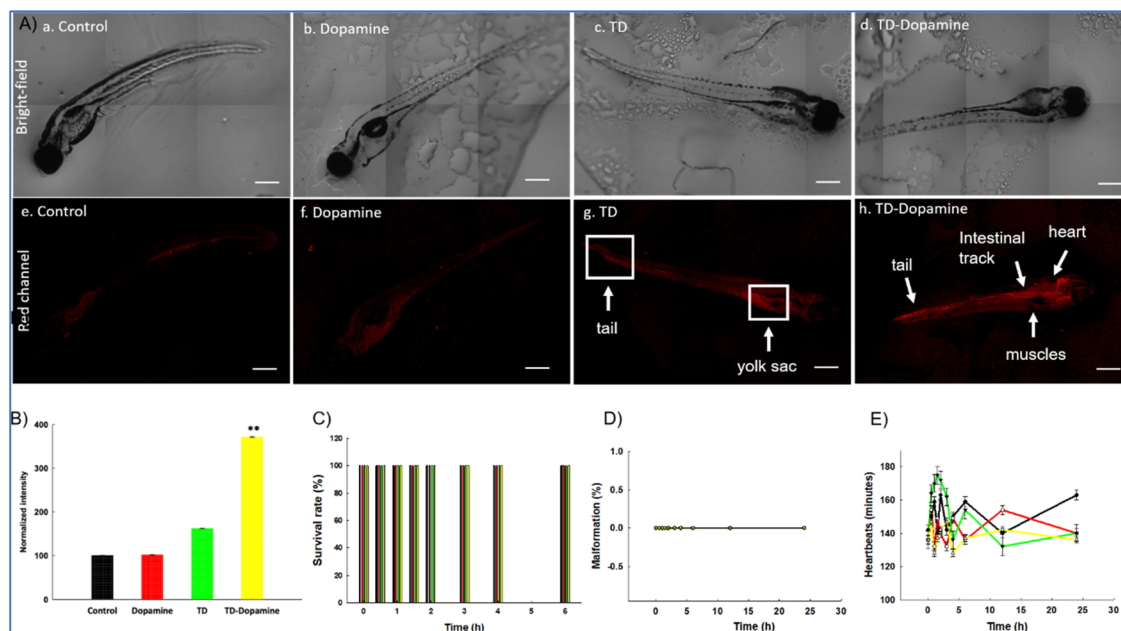 A)
a. Control
b. Dopamine
c. TD
d. TD-Dopamine
Bright-field
e. Control
f. Dopamine
g. TD
h. TD-Dopamine
Red channel
tail
yolk sac
tail
Intestinal
track
heart
muscles
B)
Normalized intensity
400
300
200
100
0
**
Control
Dopamine
TD
TD-Dopamine
C)
Survival rate (%)
120
100
80
60
40
20
0
0 1 2 3 4 5 6
Time (h)
D)
Malformation (%)
1.0
0.5
0.0
-0.5
0 5 10 15 20 25 30
Time (h)
E)
Heartbeats (minutes)
180
160
140
120
100
0 5 10 15 20 25 30
Time (h)